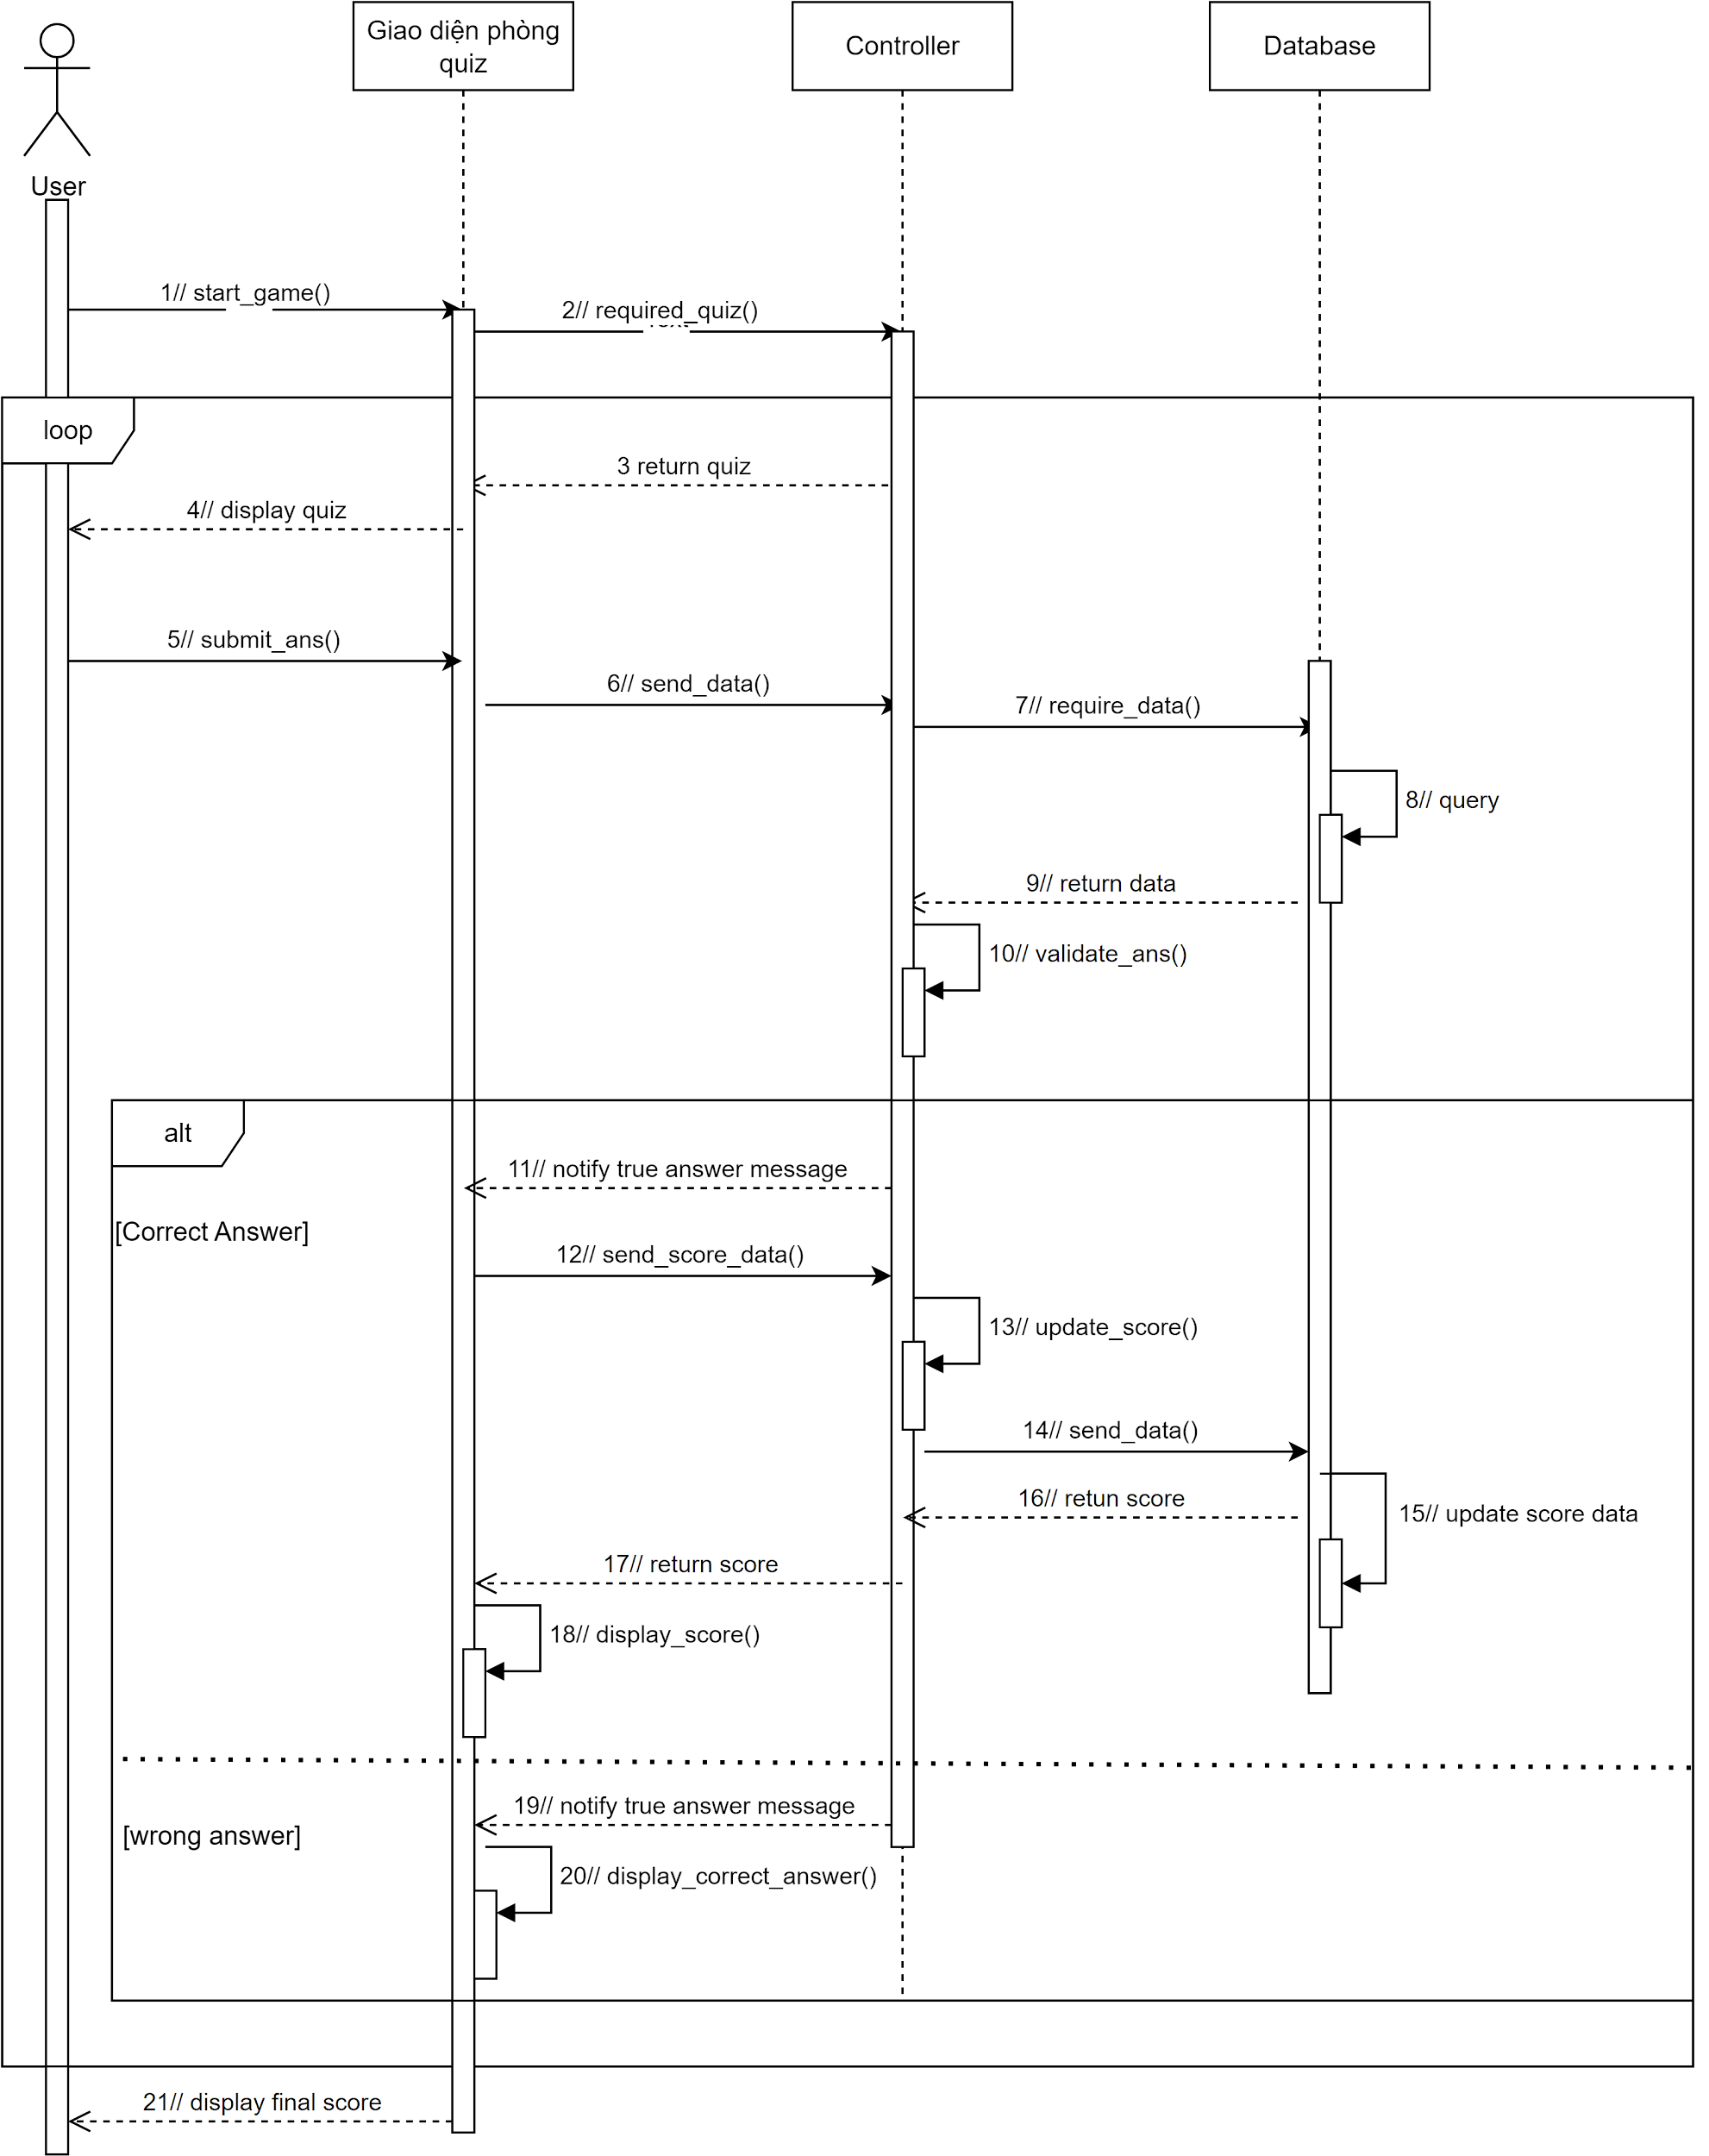 Giao diện phòng
quiz
Controller
Database
User
1// start_game()
2// required_quiz()
loop
3 return quiz
4// display quiz
5// submit_ans()
6// send_data()
7// require_data()
8// query
9// return data
10// validate_ans()
alt
11// notify true answer message
[Correct Answer]
12// send_score_data()
13// update_score()
14// send_data()
16// retun score
15// update score data
17// return score
18// display_score()
19// notify true answer message
[wrong answer]
20// display_correct_answer()
21// display final score